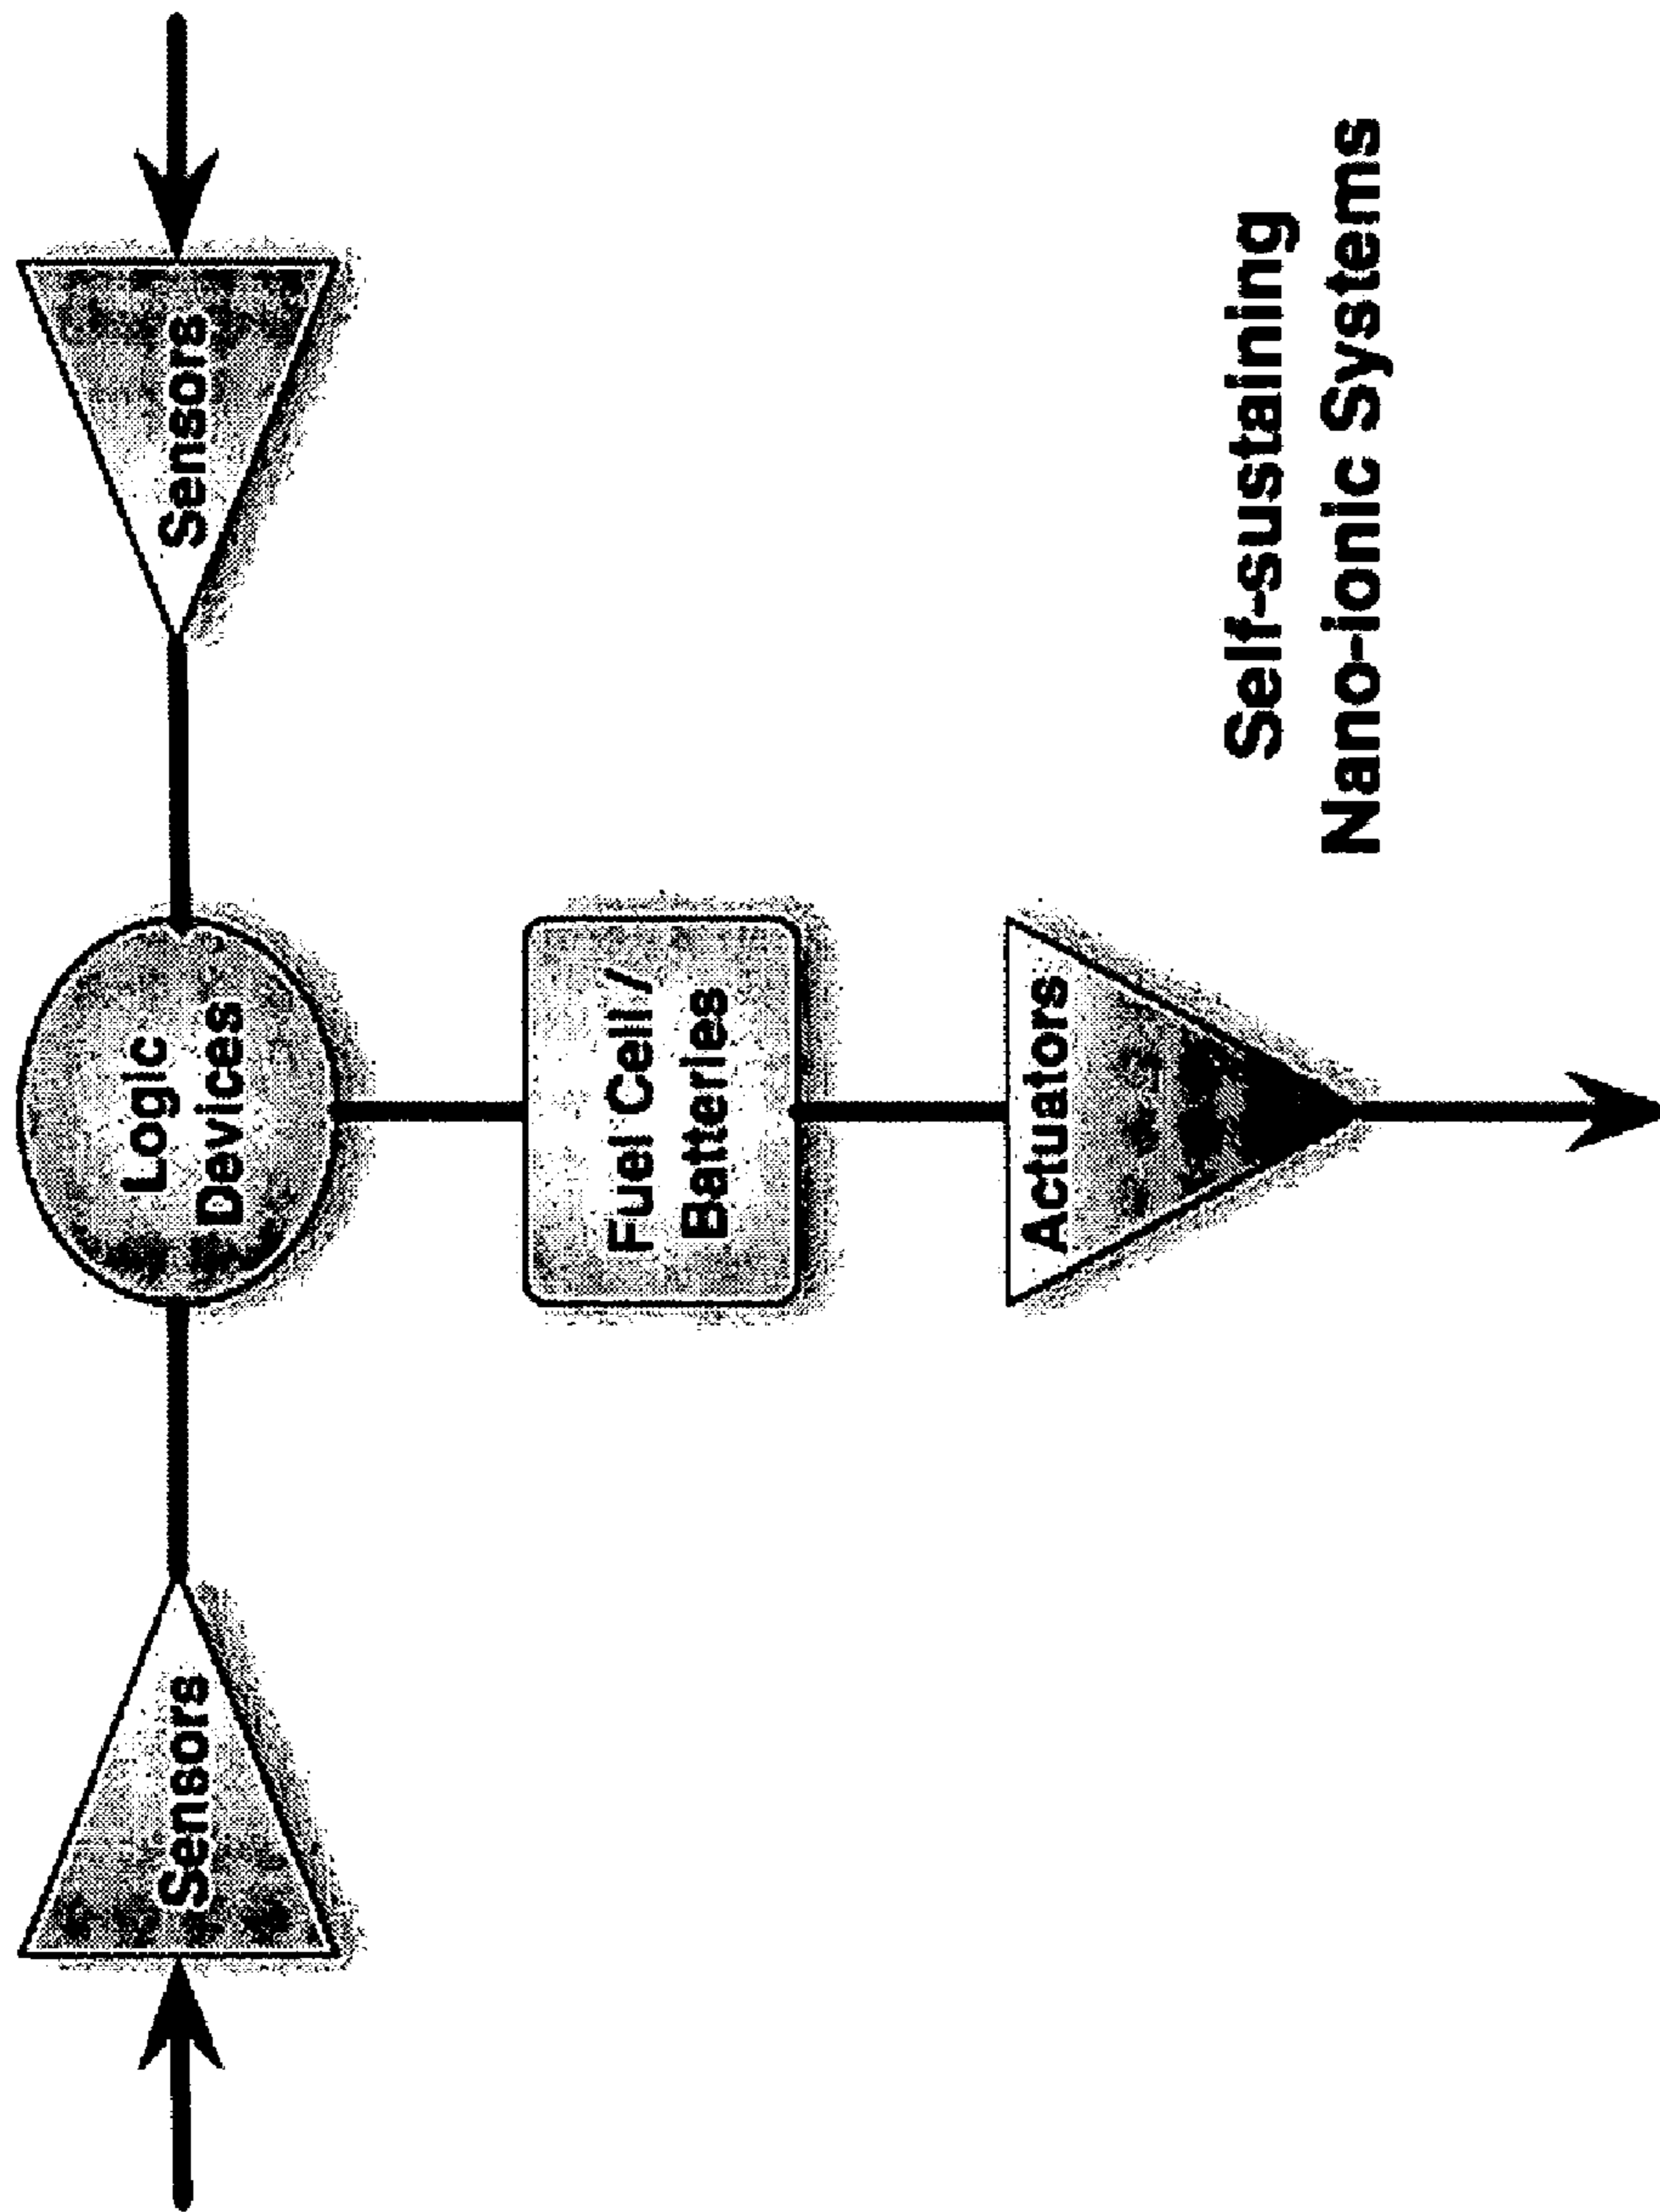 Sensors
Logic
Devices
Sensors
Fuel Cell /
Batteries
Actuators
Self-sustaining
Nano-ionic Systems